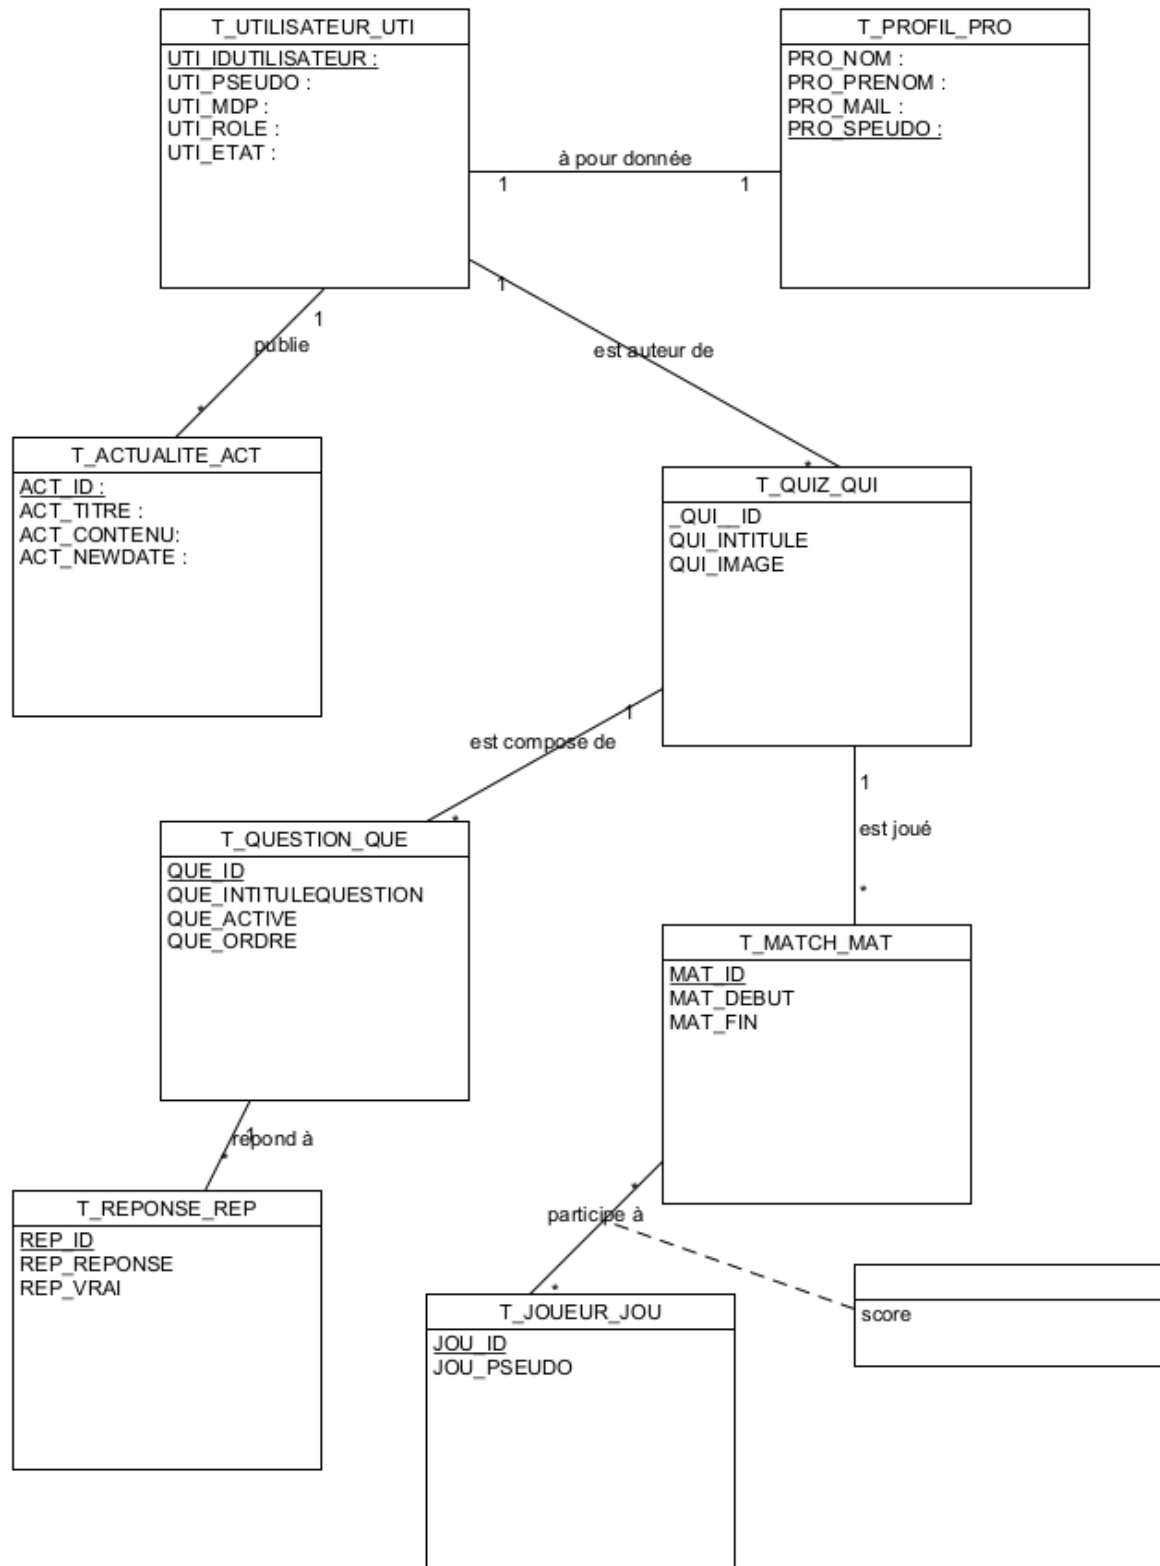 T_UTILISATEUR_UTI
UTI_IDUTILISATEUR :
UTI_PSEUDO :
UTI_MDP :
UTI_ROLE :
UTI_ETAT :
T_PROFIL_PRO
PRO_NOM :
PRO_PRENOM :
PRO_MAIL :
PRO_SPEUDO :
à pour donnée
1
1
1
publie
*
1
est auteur de
*
T_ACTUALITE_ACT
ACT_ID :
ACT_TITRE :
ACT_CONTENU:
ACT_NEWDATE :
T_QUIZ_QUI
_QUI__ID
QUI_INTITULE
QUI_IMAGE
1
est compose de
*
1
est joué
*
T_QUESTION_QUE
QUE_ID
QUE_INTITULEQUESTION
QUE_ACTIVE
QUE_ORDRE
T_MATCH_MAT
MAT_ID
MAT_DEBUT
MAT_FIN
1
repond à
*
*
participe à
*
T_REPONSE_REP
REP_ID
REP_REPONSE
REP_VRAI
T_JOUEUR_JOU
JOU_ID
JOU_PSEUDO
score